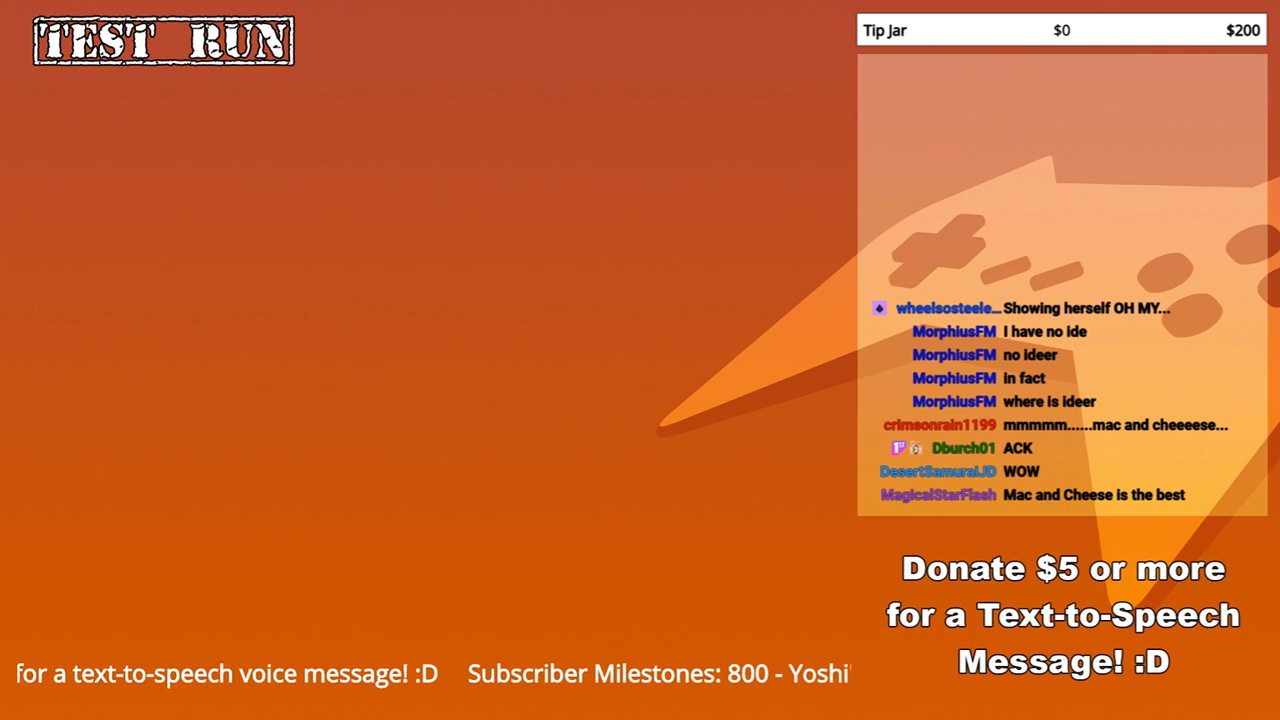 TEST RUN
Tip Jar $0 $200
wheelsosteele... Showing herself OH MY...
MorphiusFM I have no ide
MorphiusFM no ideer
MorphiusFM in fact
MorphiusFM where is ideer
crimsonrain1199 mmmmm......mac and cheeeese...
Dburch01 ACK
DesertSamuraiJD WOW
MagicalStarFlash Mac and Cheese is the best
Donate $5 or more
for a Text-to-Speech
Message! :D
for a text-to-speech voice message! :D Subscriber Milestones: 800 - Yoshi'